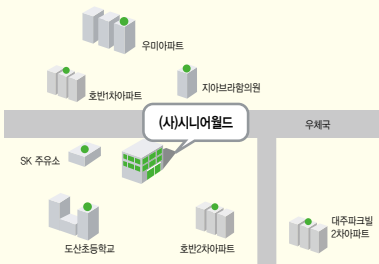 우미아파트
호반1차아파트
지아브라함의원
(사)시니어월드
우체국
SK 주유소
도산초등학교
호반2차아파트
대주파크빌
2차아파트